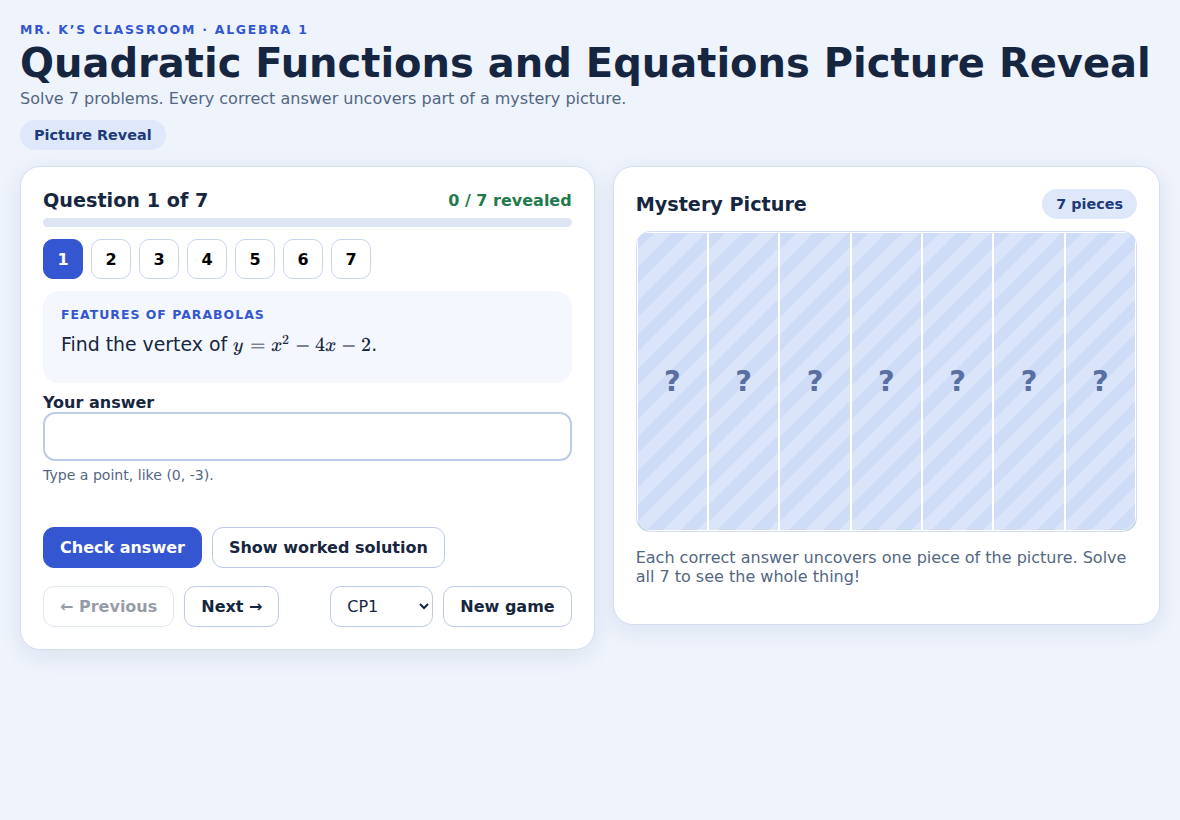 MR. K’S CLASSROOM · ALGEBRA 1
Quadratic Functions and Equations Picture Reveal
Solve 7 problems. Every correct answer uncovers part of a mystery picture.
Picture Reveal
Question 1 of 7
0 / 7 revealed
1 2 3 4 5 6 7
FEATURES OF PARABOLAS
Find the vertex of y = x² − 4x − 2.
Your answer
Type a point, like (0, -3).
Check answer
Show worked solution
← Previous
Next →
CP1
New game
Mystery Picture
7 pieces
? ? ? ? ? ? ?
Each correct answer uncovers one piece of the picture. Solve
all 7 to see the whole thing!